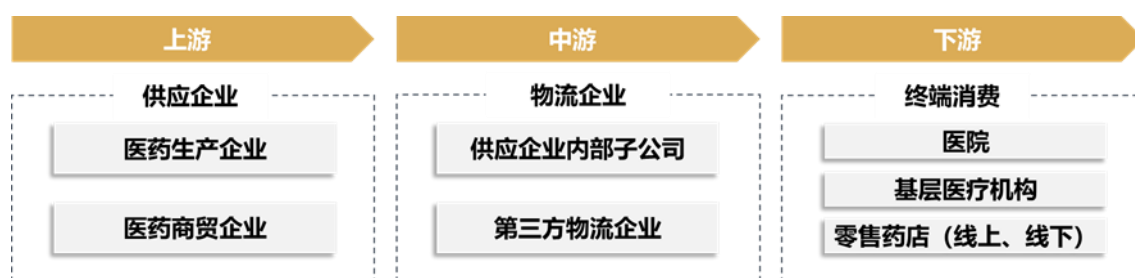 上游
供应企业
医药生产企业
医药商贸企业
中游
物流企业
供应企业内部子公司
第三方物流企业
下游
终端消费
医院
基层医疗机构
零售药店（线上、线下）